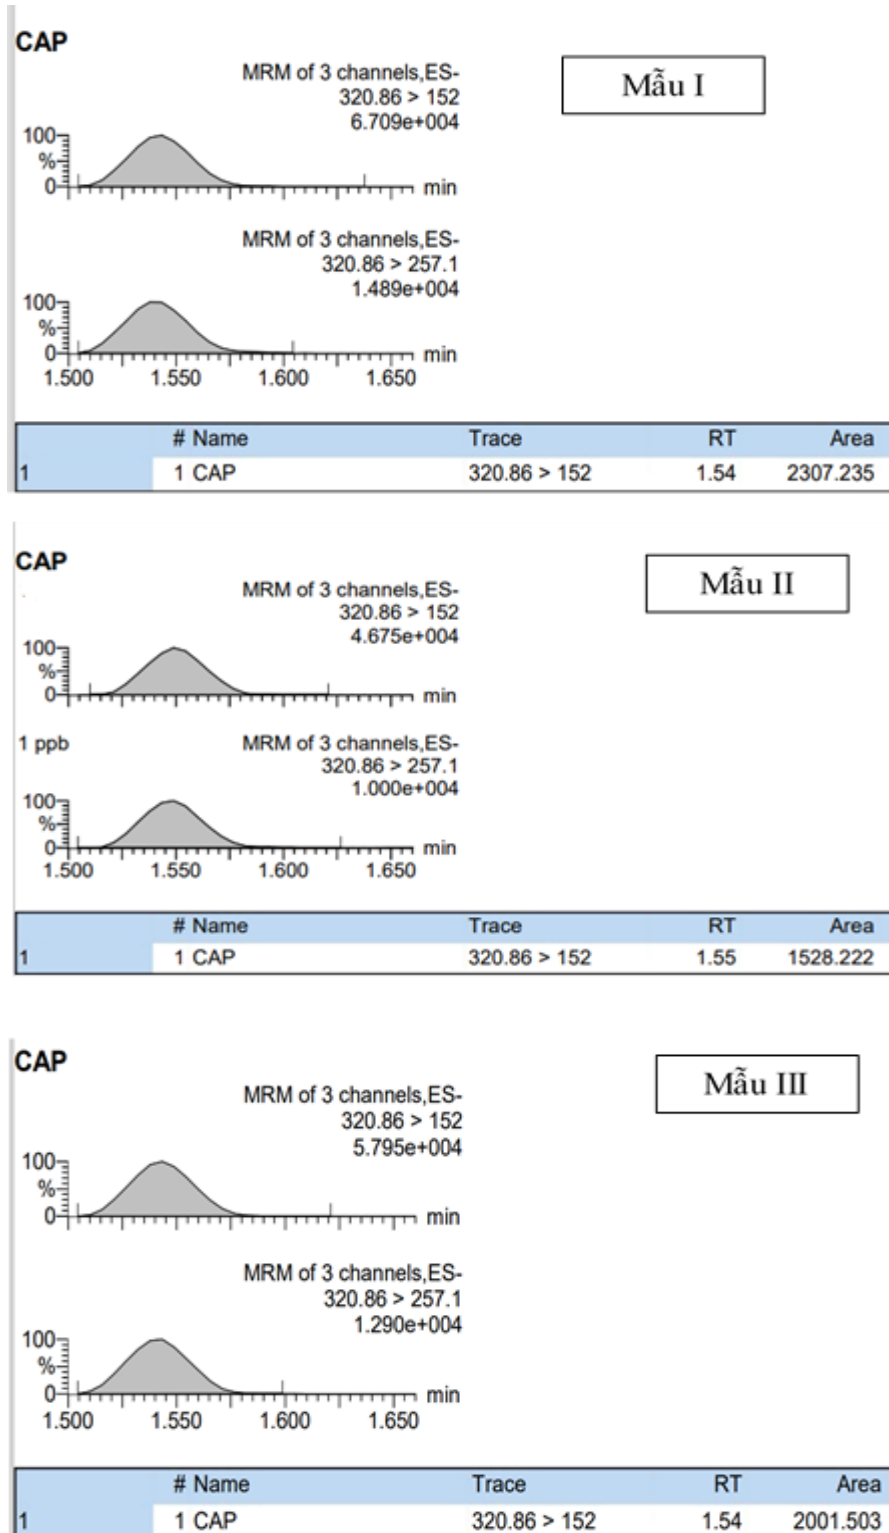 CAP
Mẫu I
MRM of 3 channels,ES-
320.86 > 152
6.709e+004
100
%
0
min
MRM of 3 channels,ES-
320.86 > 257.1
1.489e+004
100
%
0
min
1.500 1.550 1.600 1.650
# Name Trace RT Area
1 1 CAP 320.86 > 152 1.54 2307.235
CAP
Mẫu II
MRM of 3 channels,ES-
320.86 > 152
4.675e+004
100
%
0
min
1 ppb MRM of 3 channels,ES-
320.86 > 257.1
1.000e+004
100
%
0
min
1.500 1.550 1.600 1.650
# Name Trace RT Area
1 1 CAP 320.86 > 152 1.55 1528.222
CAP
Mẫu III
MRM of 3 channels,ES-
320.86 > 152
5.795e+004
100
%
0
min
MRM of 3 channels,ES-
320.86 > 257.1
1.290e+004
100
%
0
min
1.500 1.550 1.600 1.650
# Name Trace RT Area
1 1 CAP 320.86 > 152 1.54 2001.503